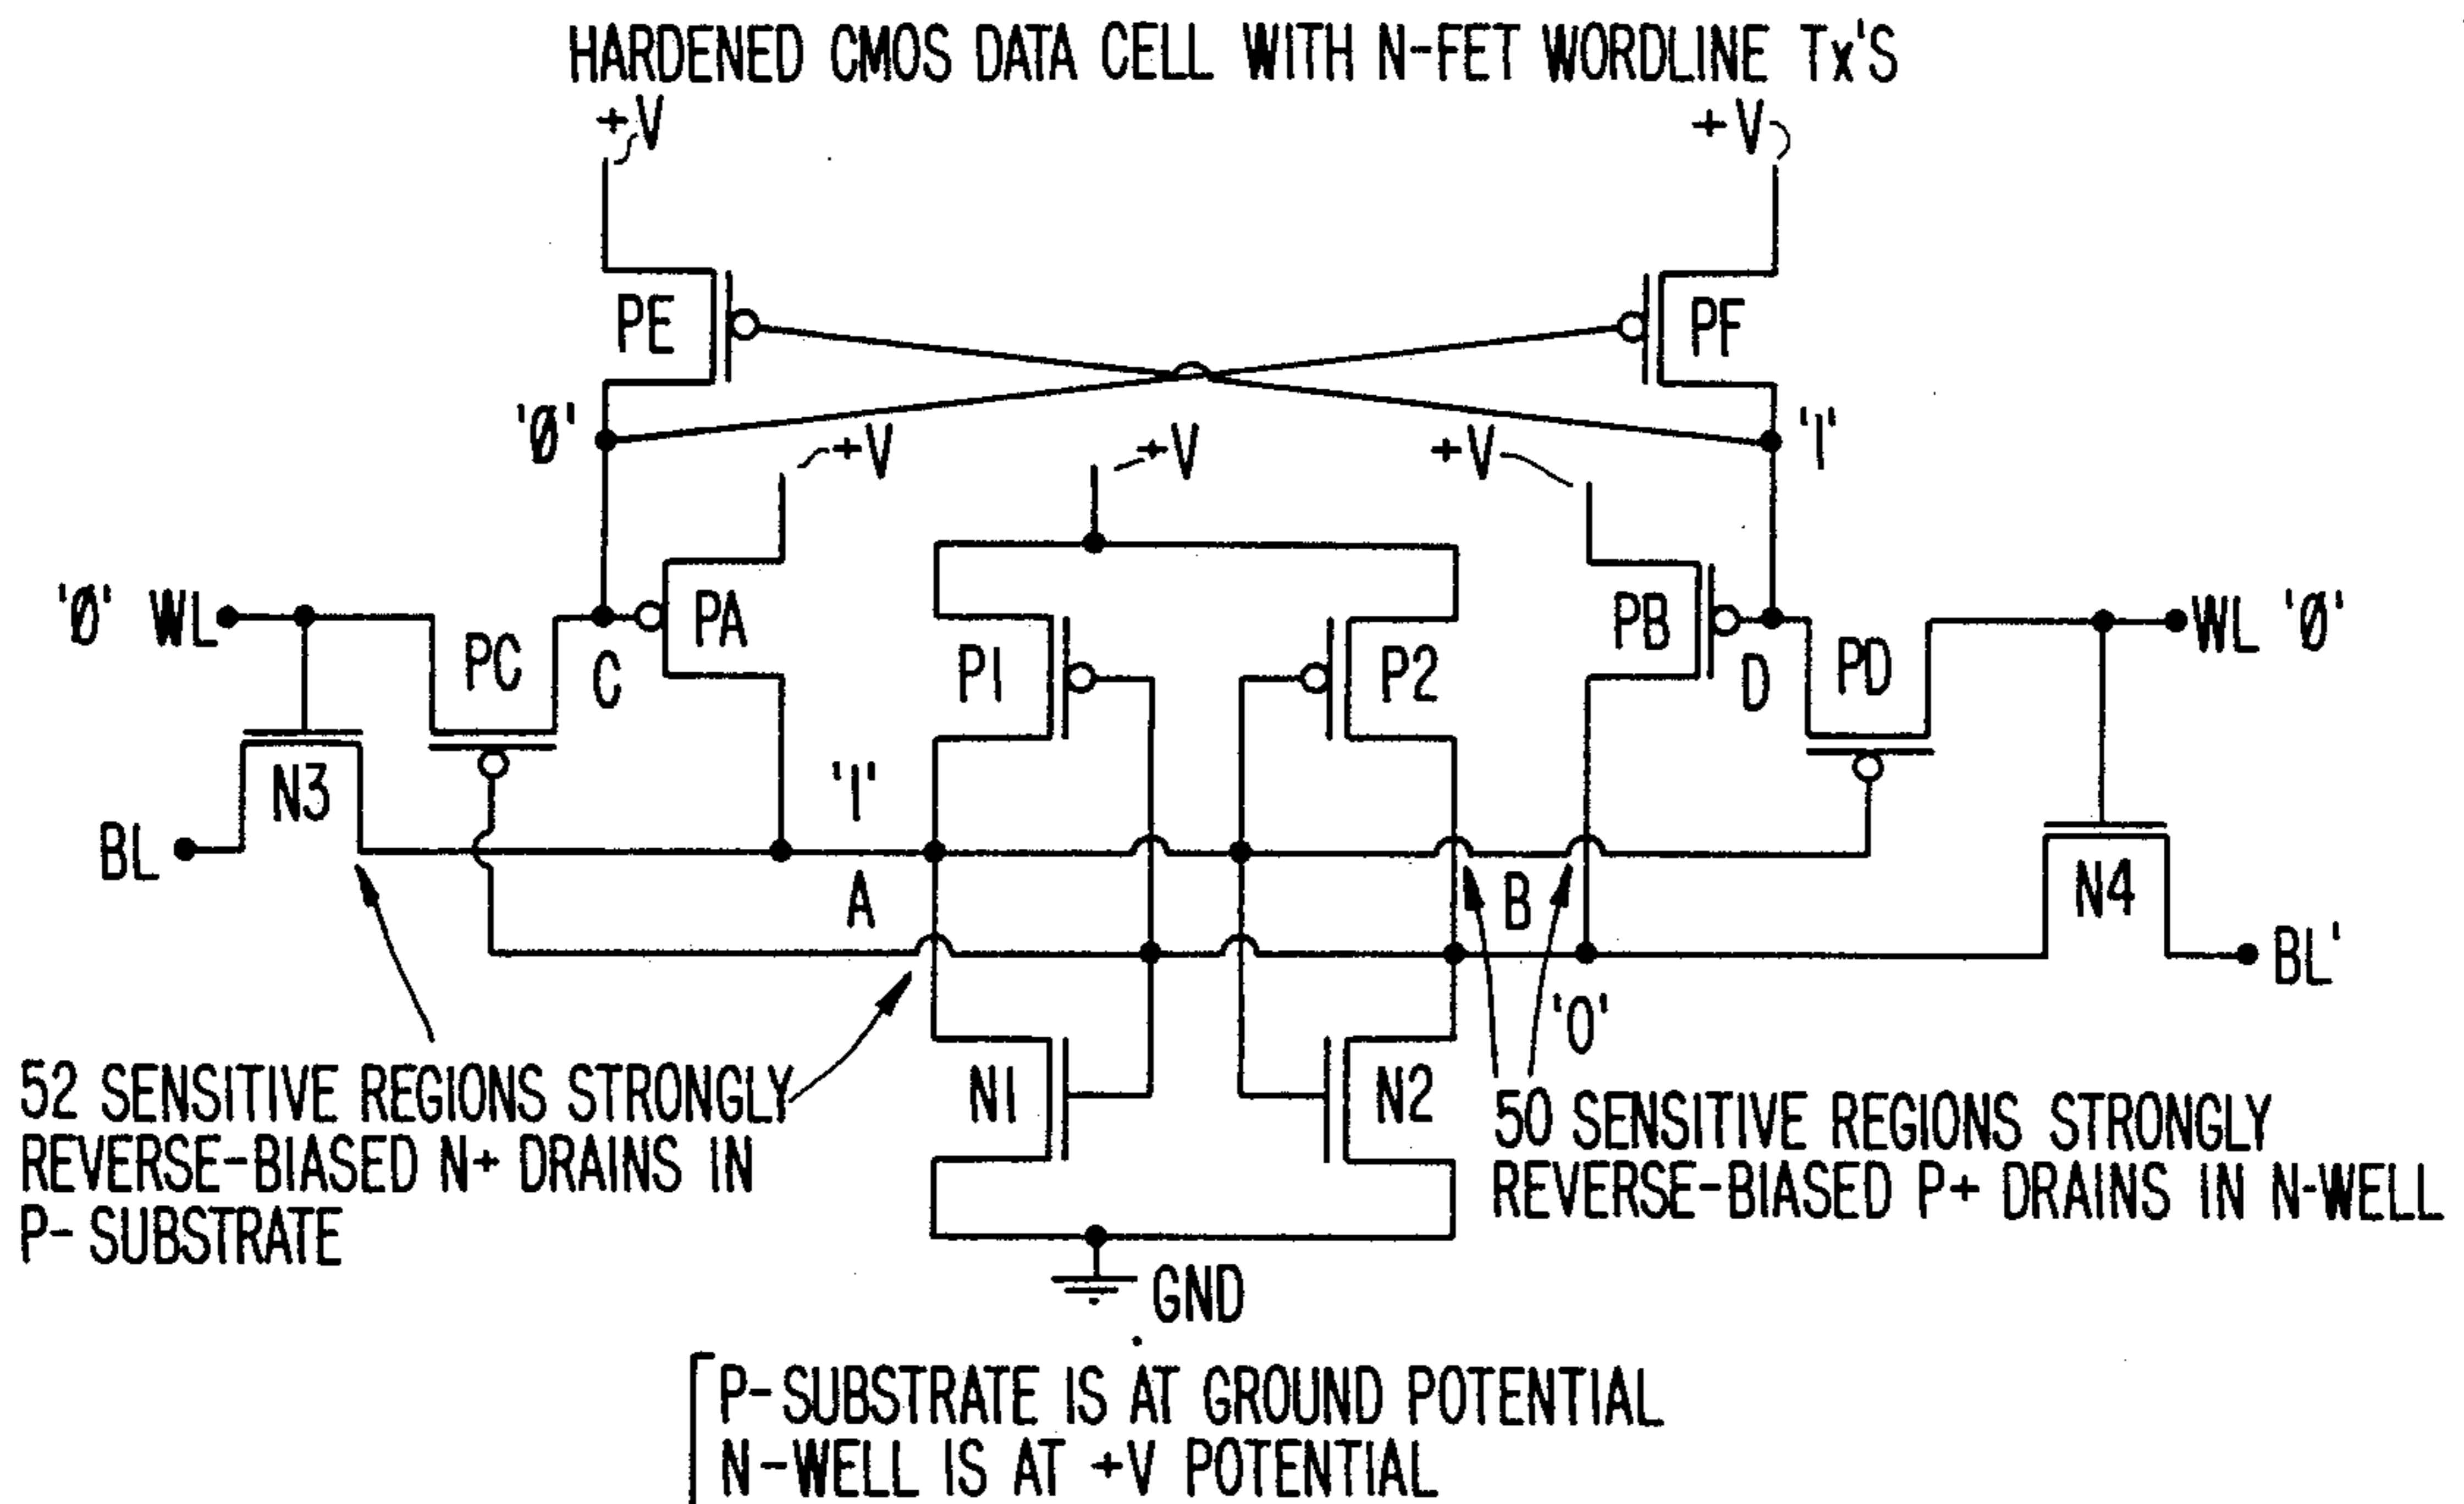 HARDENED CMOS DATA CELL WITH N-FET WORDLINE Tx'S
+V
+V
PE
PF
'Ø'
'1'
+V
+V
+V
'Ø' WL
PC
C
PA
P1
P2
PB
D
PD
WL 'Ø'
N3
'1'
BL
A
B
N4
BL'
'0'
N1
N2
52 SENSITIVE REGIONS STRONGLY
REVERSE-BIASED N+ DRAINS IN
P- SUBSTRATE
50 SENSITIVE REGIONS STRONGLY
REVERSE-BIASED P+ DRAINS IN N-WELL
GND
P-SUBSTRATE IS AT GROUND POTENTIAL
N-WELL IS AT +V POTENTIAL